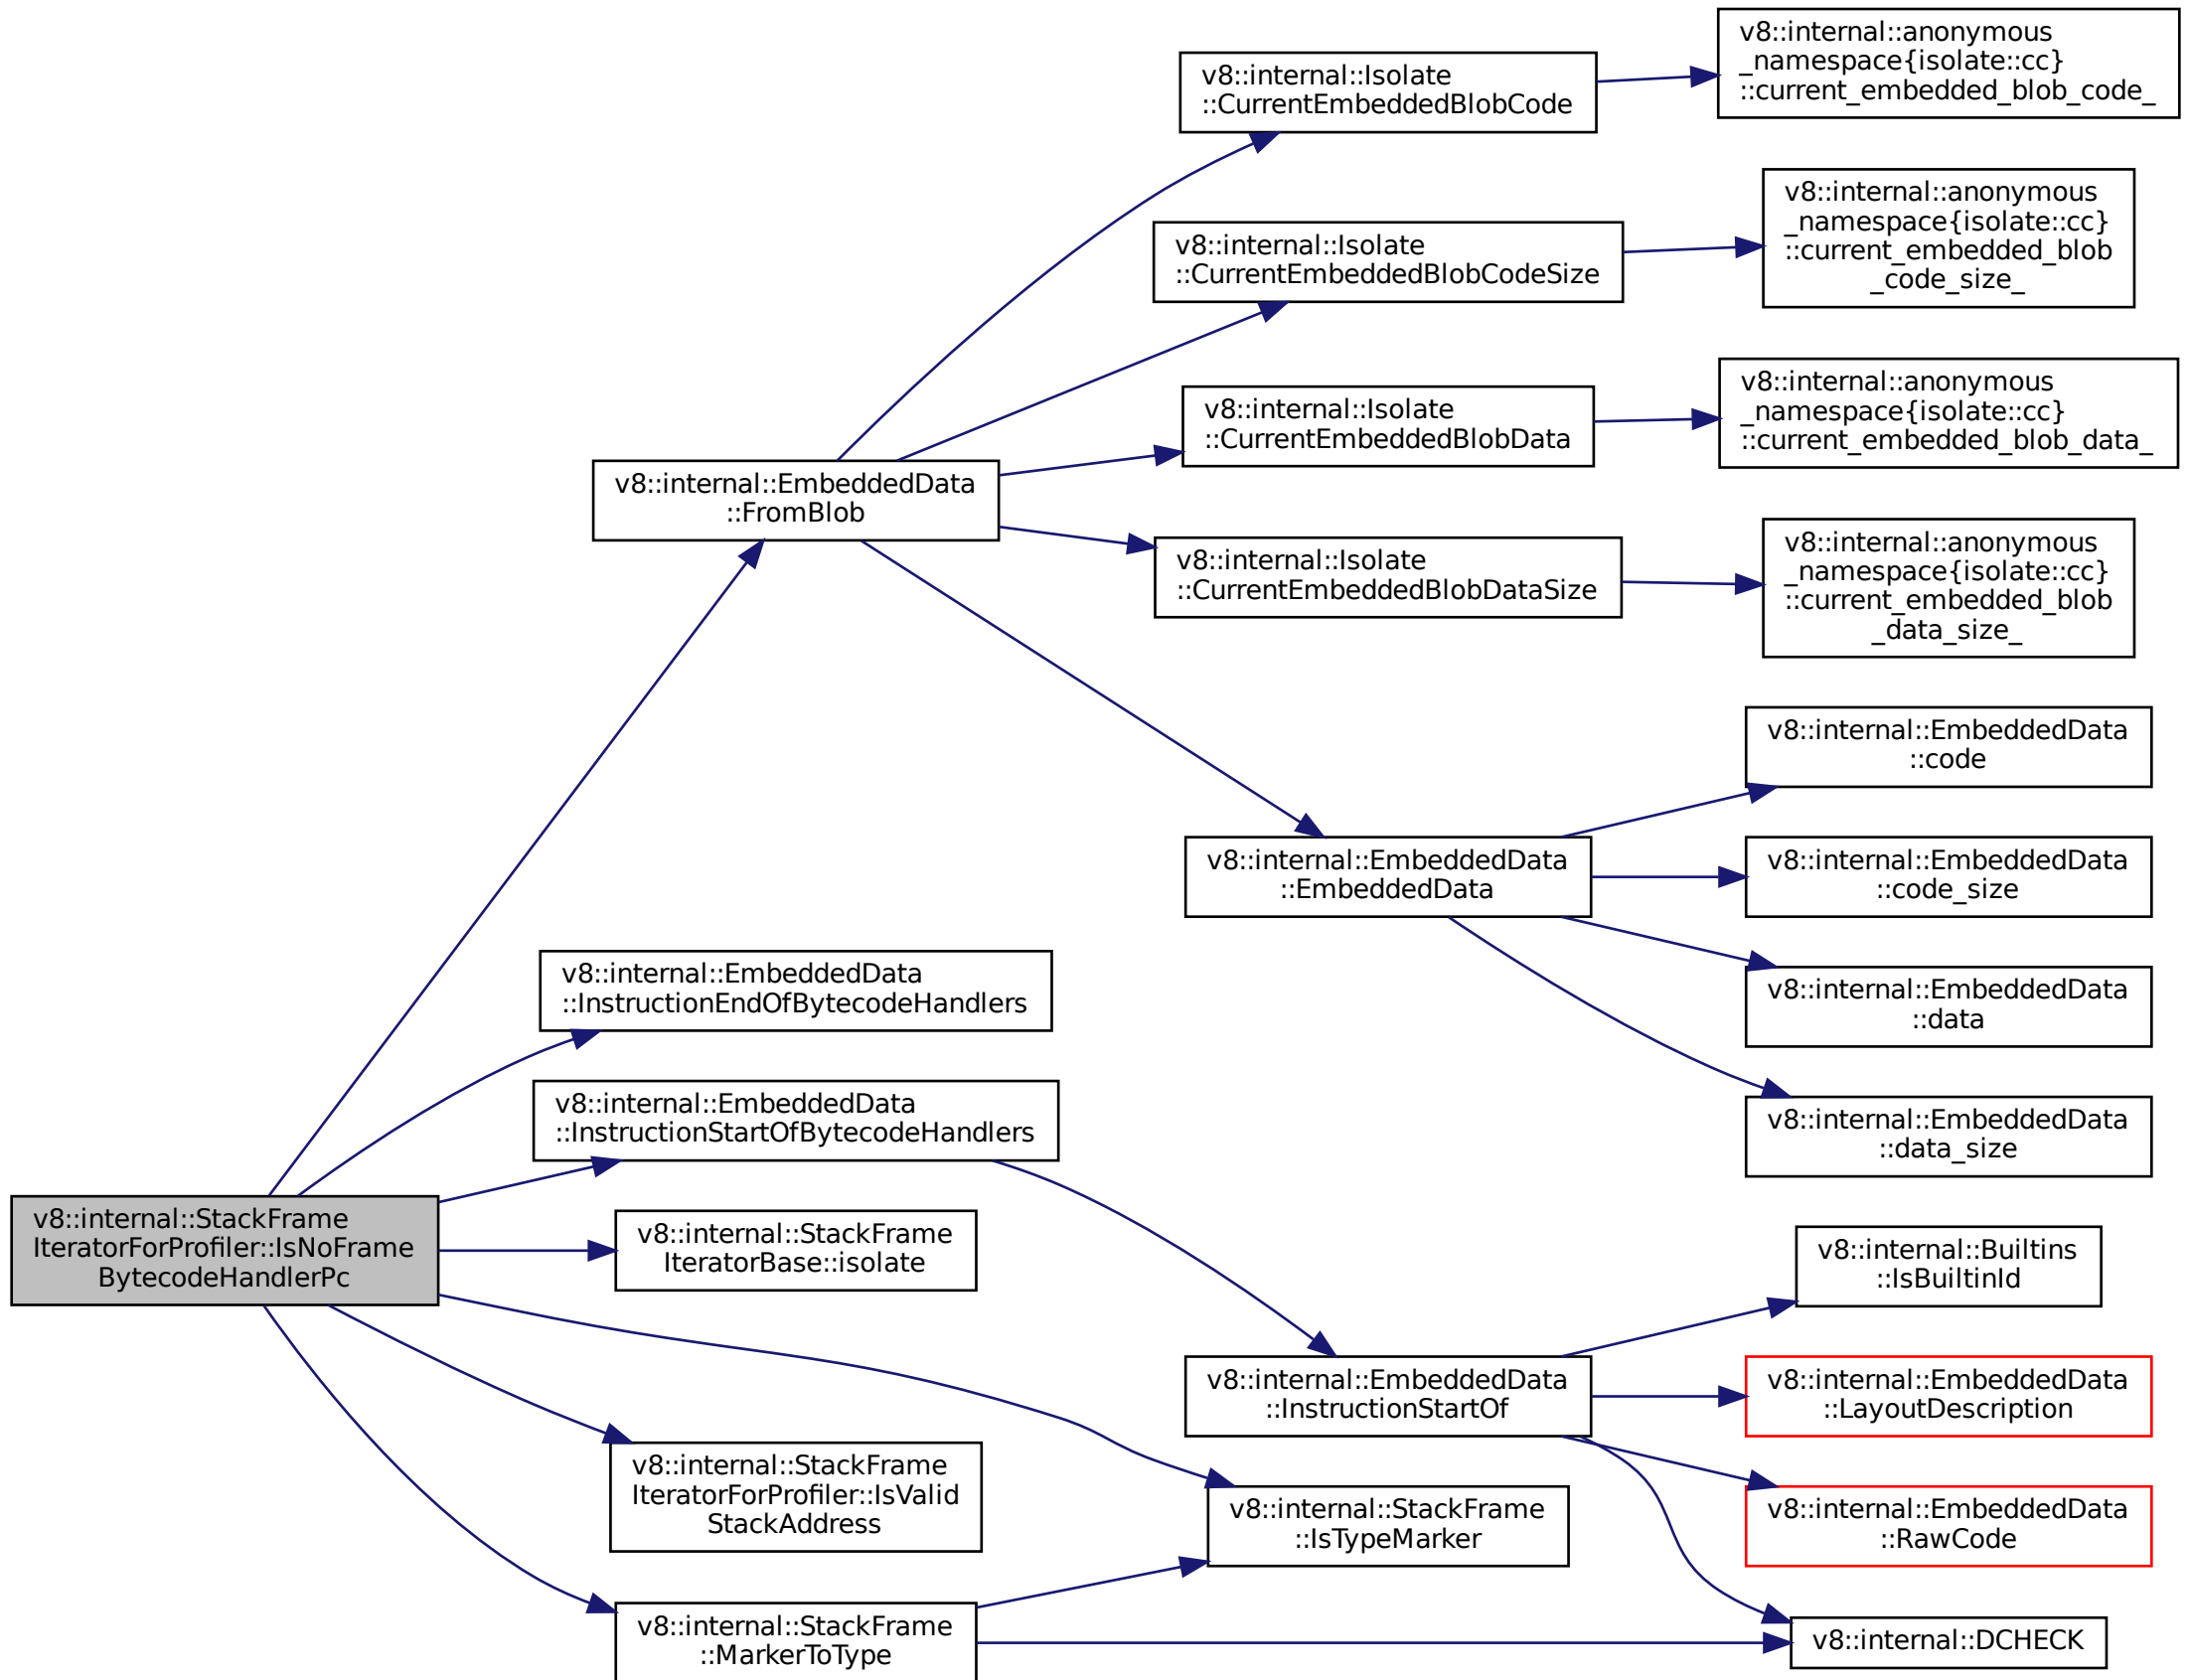 v8::internal::anonymous
_namespace{isolate::cc}
::current_embedded_blob_code_
v8::internal::Isolate
::CurrentEmbeddedBlobCode
v8::internal::anonymous
_namespace{isolate::cc}
::current_embedded_blob
_code_size_
v8::internal::Isolate
::CurrentEmbeddedBlobCodeSize
v8::internal::anonymous
_namespace{isolate::cc}
::current_embedded_blob_data_
v8::internal::Isolate
::CurrentEmbeddedBlobData
v8::internal::EmbeddedData
::FromBlob
v8::internal::anonymous
_namespace{isolate::cc}
::current_embedded_blob
_data_size_
v8::internal::Isolate
::CurrentEmbeddedBlobDataSize
v8::internal::EmbeddedData
::code
v8::internal::EmbeddedData
::EmbeddedData
v8::internal::EmbeddedData
::code_size
v8::internal::EmbeddedData
::data
v8::internal::EmbeddedData
::InstructionEndOfBytecodeHandlers
v8::internal::EmbeddedData
::InstructionStartOfBytecodeHandlers
v8::internal::EmbeddedData
::data_size
v8::internal::StackFrame
IteratorForProfiler::IsNoFrame
BytecodeHandlerPc
v8::internal::StackFrame
IteratorBase::isolate
v8::internal::Builtins
::IsBuiltinId
v8::internal::EmbeddedData
::InstructionStartOf
v8::internal::EmbeddedData
::LayoutDescription
v8::internal::StackFrame
IteratorForProfiler::IsValid
StackAddress
v8::internal::StackFrame
::IsTypeMarker
v8::internal::EmbeddedData
::RawCode
v8::internal::StackFrame
::MarkerToType
v8::internal::DCHECK